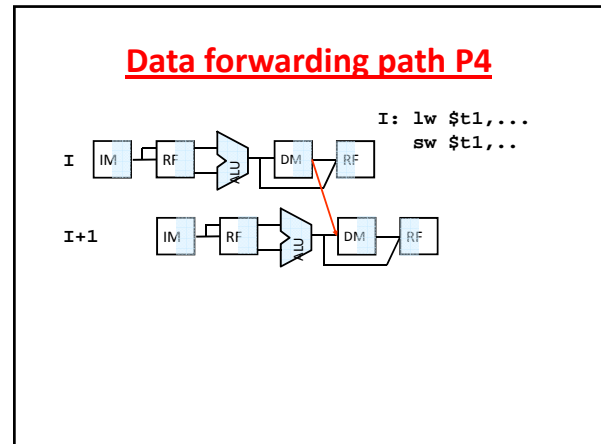 Data forwarding path P4
I: lw $t1,...
sw $t1,..
I IM RF ALU DM RF
I+1 IM RF ALU DM RF